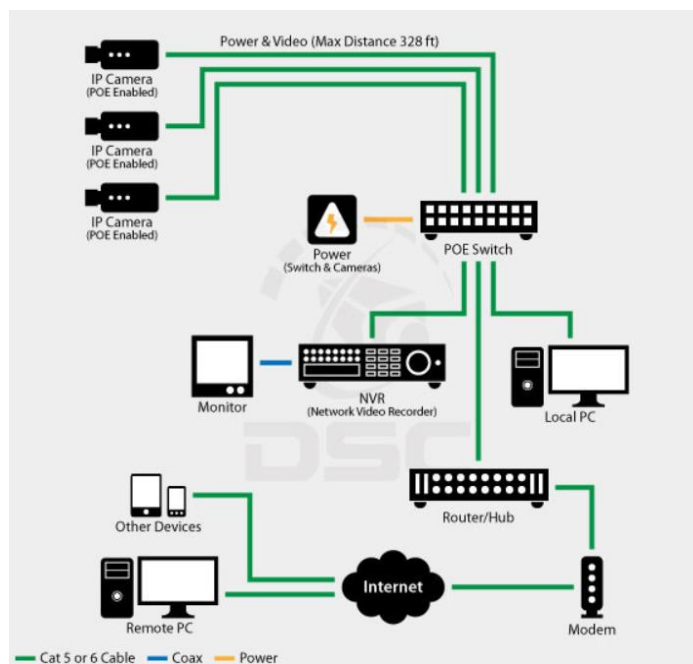 Power & Video (Max Distance 328 ft)
IP Camera
(POE Enabled)
IP Camera
(POE Enabled)
IP Camera
(POE Enabled)
Power
(Switch & Cameras)
POE Switch
Monitor
NVR
(Network Video Recorder)
Local PC
DSC
Router/Hub
Other Devices
Internet
Remote PC
Modem
Cat 5 or 6 Cable
Coax
Power